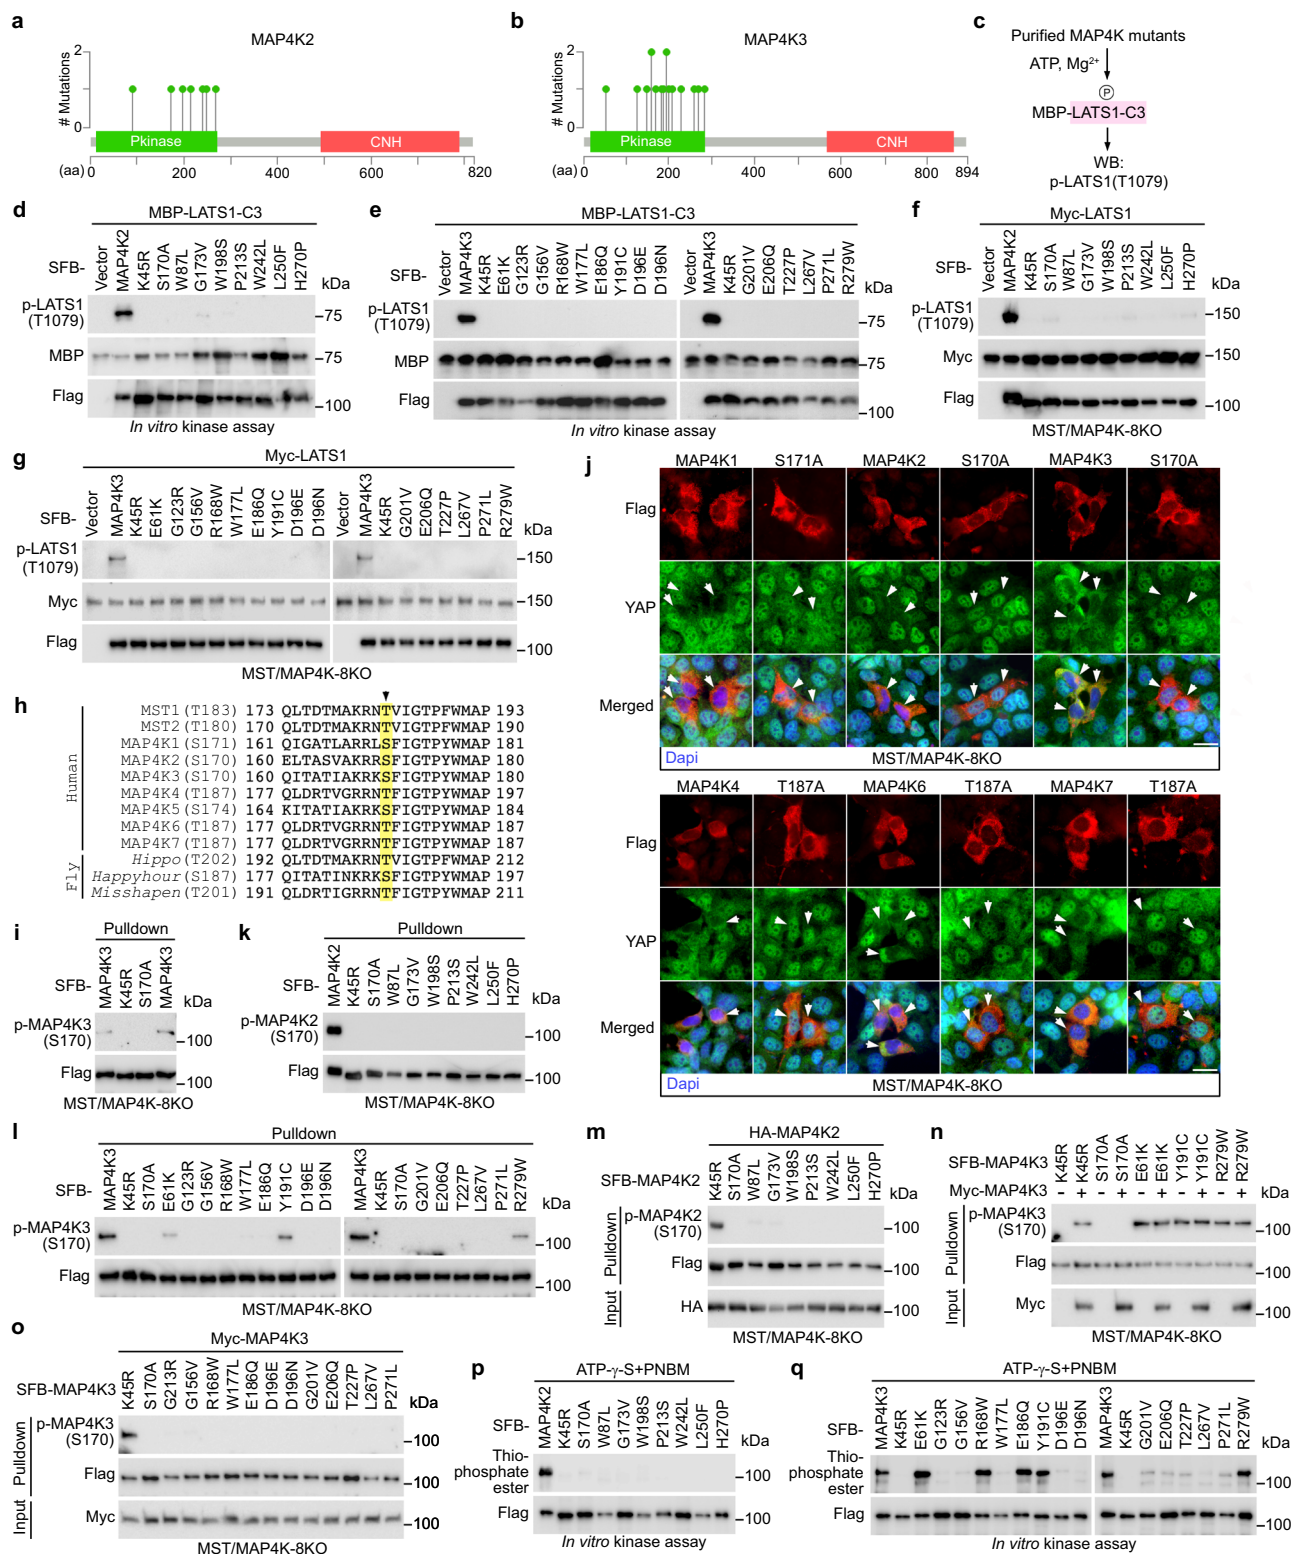 a
MAP4K2
# Mutations
2
1
0
Pkinase
CNH
(aa) 0 200 400 600 820
b
MAP4K3
# Mutations
2
1
0
Pkinase
CNH
(aa) 0 200 400 600 800 894
c
Purified MAP4K mutants
ATP, Mg2+
P
MBP-LATS1-C3
WB:
p-LATS1(T1079)
d
MBP-LATS1-C3
SFB- Vector MAP4K2 K45R S170A W87L G173V W198S P213S W242L L250F H270P kDa
p-LATS1 (T1079) -75
MBP -75
Flag -100
In vitro kinase assay
e
MBP-LATS1-C3
SFB- Vector MAP4K3 K45R E61K G123R G156V R168W W177L E186Q Y191C D196E D196N Vector MAP4K3 K45R G201V E206Q T227P L267V P271L R279W kDa
p-LATS1 (T1079) -75
MBP -75
Flag -100
In vitro kinase assay
f
Myc-LATS1
SFB- Vector MAP4K2 K45R S170A W87L G173V W198S P213S W242L L250F H270P kDa
p-LATS1 (T1079) -150
Myc -150
Flag -100
MST/MAP4K-8KO
g
Myc-LATS1
SFB- Vector MAP4K3 K45R E61K G123R G156V R168W W177L E186Q Y191C D196E D196N Vector MAP4K3 K45R G201V E206Q T227P L267V P271L R279W kDa
p-LATS1 (T1079) -150
Myc -150
Flag -100
MST/MAP4K-8KO
h
Human
MST1(T183) 173 QLTDTMAKRNTVIGTPFWMAP 193
MST2(T180) 170 QLTDTMAKRNTVIGTPFWMAP 190
MAP4K1(S171) 161 QIGATLARRLSFIGTPYWMAP 181
MAP4K2(S170) 160 ELTASVAKRRSFIGTPYWMAP 180
MAP4K3(S170) 160 QITATIAKRKSFIGTPYWMAP 180
MAP4K4(T187) 177 QLDRTVGRRNTFIGTPYWMAP 197
MAP4K5(S174) 164 KITATIAKRKSFIGTPYWMAP 184
MAP4K6(T187) 177 QLDRTVGRRNTFIGTPYWMAP 187
MAP4K7(T187) 177 QLDRTVGRRNTFIGTPYWMAP 187
Fly
Hippo(T202) 192 QLTDTMAKRNTVIGTPFWMAP 212
Happyhour(S187) 177 QITATINKRKSFIGTPYWMAP 197
Misshapen(T201) 191 QLDRTIGRRNTFIGTPYWMAP 211
i
Pulldown
SFB- MAP4K3 K45R S170A MAP4K3 kDa
p-MAP4K3 (S170) -100
Flag -100
MST/MAP4K-8KO
j
MAP4K1 S171A MAP4K2 S170A MAP4K3 S170A
Flag
YAP
Merged
Dapi
MST/MAP4K-8KO
MAP4K4 T187A MAP4K6 T187A MAP4K7 T187A
Flag
YAP
Merged
Dapi
MST/MAP4K-8KO
k
Pulldown
SFB- MAP4K2 K45R S170A W87L G173V W198S P213S W242L L250F H270P kDa
p-MAP4K2 (S170) -100
Flag -100
MST/MAP4K-8KO
l
Pulldown
SFB- MAP4K3 K45R S170A E61K G123R G156V R168W W177L E186Q Y191C D196E D196N MAP4K3 K45R S170A G201V E206Q T227P L267V P271L R279W kDa
p-MAP4K3 (S170) -100
Flag -100
MST/MAP4K-8KO
m
HA-MAP4K2
SFB-MAP4K2 K45R S170A W87L G173V W198S P213S W242L L250F H270P kDa
Pulldown
p-MAP4K2 (S170) -100
Flag -100
Input
HA -100
MST/MAP4K-8KO
n
SFB-MAP4K3 K45R K45R S170A S170A E61K E61K Y191C Y191C R279W R279W
Myc-MAP4K3 - + - + - + - + - + kDa
Pulldown
p-MAP4K3 (S170) -100
Flag -100
Input
Myc -100
MST/MAP4K-8KO
o
Myc-MAP4K3
SFB-MAP4K3 K45R S170A G213R G156V R168W W177L E186Q D196E D196N G201V E206Q T227P L267V P271L kDa
Pulldown
p-MAP4K3 (S170) -100
Flag -100
Input
Myc -100
MST/MAP4K-8KO
p
ATP-γ-S+PNBM
SFB- MAP4K2 K45R S170A W87L G173V W198S P213S W242L L250F H270P kDa
Thio-
phosphate -100
ester
Flag -100
In vitro kinase assay
q
ATP-γ-S+PNBM
SFB- MAP4K3 K45R E61K G123R G156V R168W W177L E186Q Y191C D196E D196N MAP4K3 K45R G201V E206Q T227P L267V P271L R279W kDa
Thio-
phosphate -100
ester
Flag -100
In vitro kinase assay